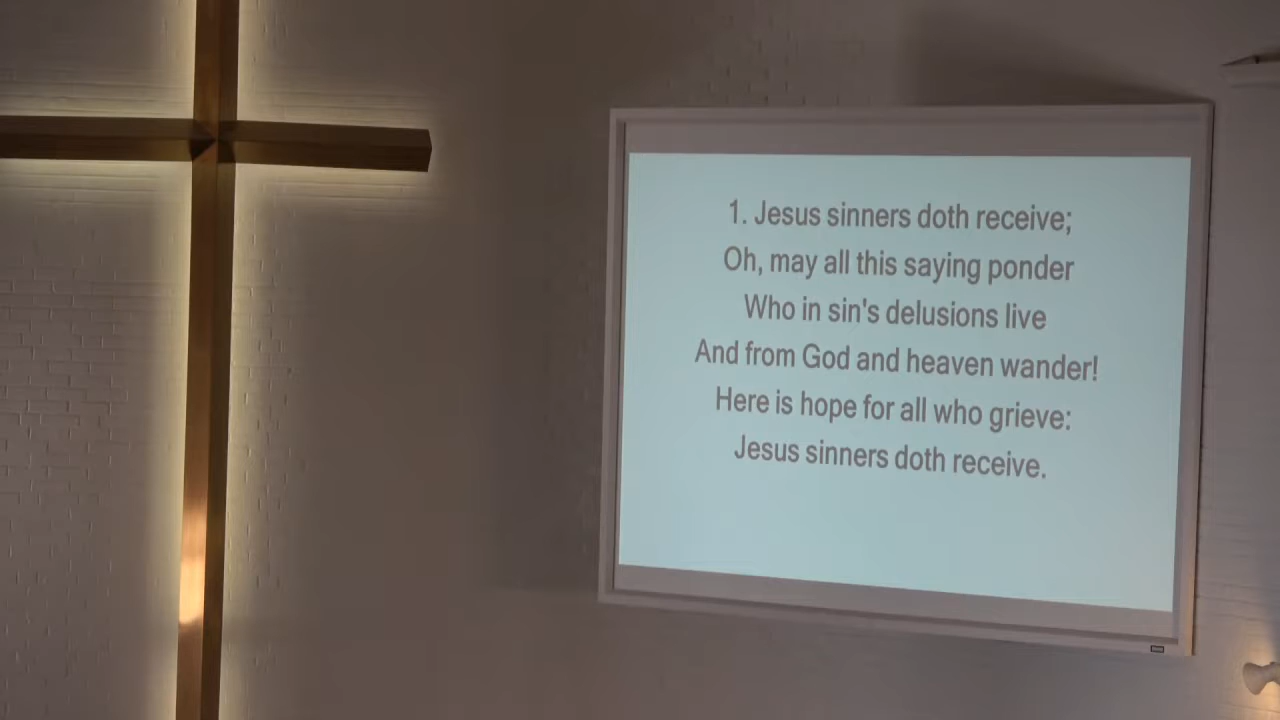 1. Jesus sinners doth receive;
Oh, may all this saying ponder
Who in sin's delusions live
And from God and heaven wander!
Here is hope for all who grieve:
Jesus sinners doth receive.